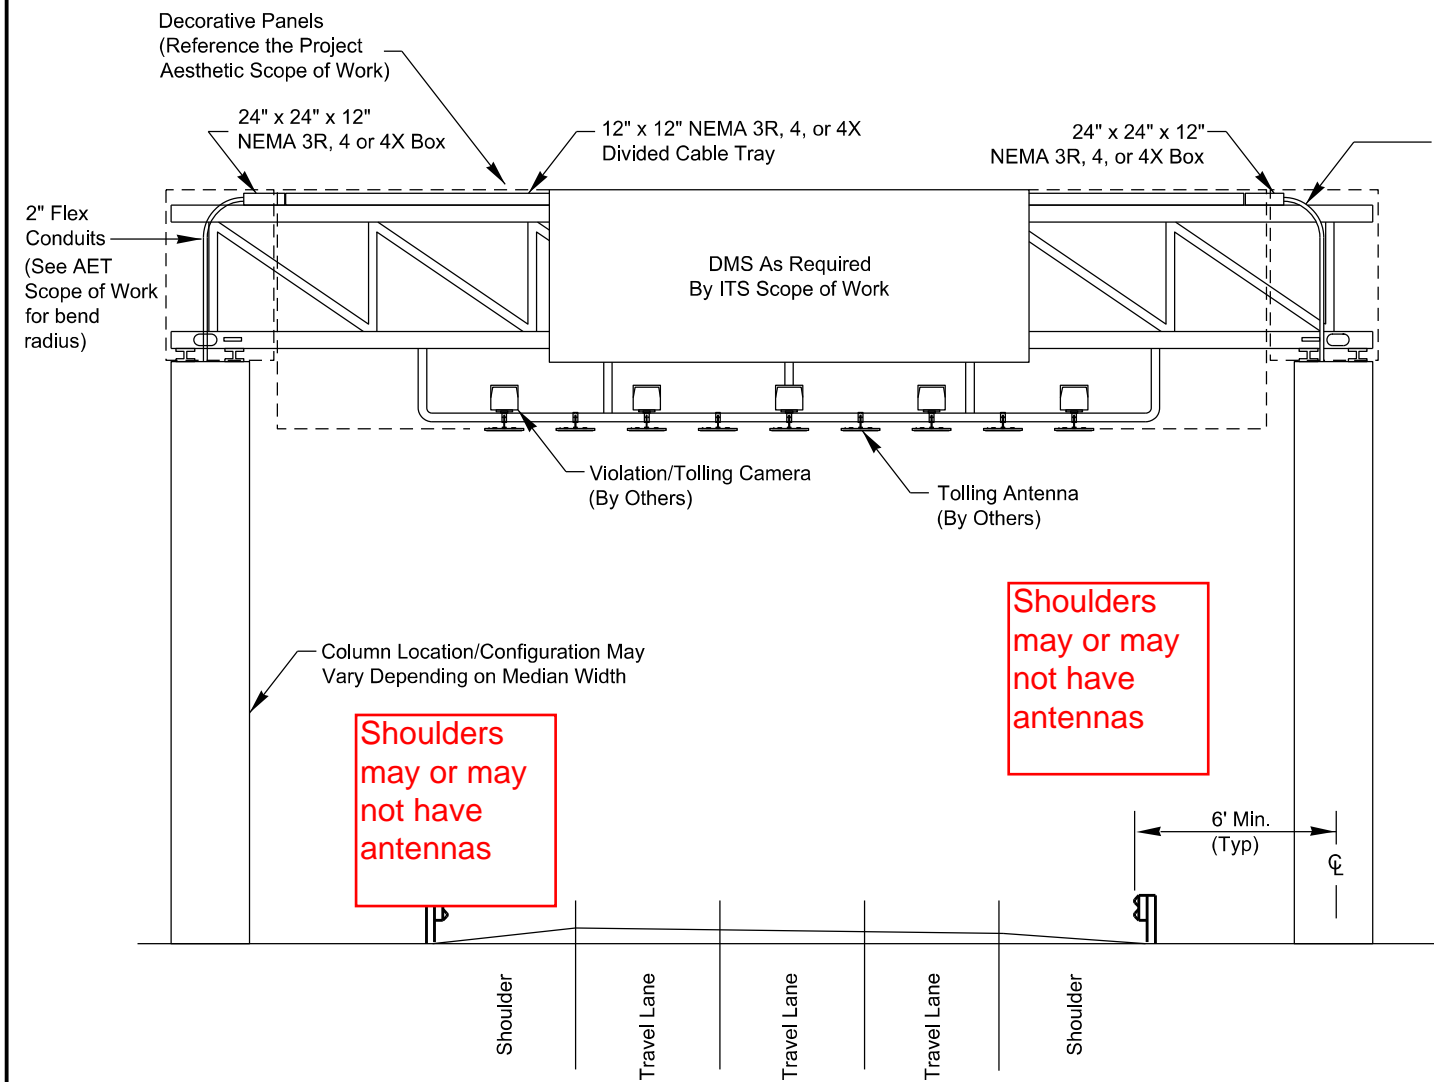 Decorative Panels
(Reference the Project
Aesthetic Scope of Work)
24" x 24" x 12"
NEMA 3R, 4 or 4X Box
12" x 12" NEMA 3R, 4, or 4X
Divided Cable Tray
24" x 24" x 12"
NEMA 3R, 4, or 4X Box
2" Flex
Conduits
(See AET
Scope of Work
for bend
radius)
DMS As Required
By ITS Scope of Work
Violation/Tolling Camera
(By Others)
Tolling Antenna
(By Others)
Column Location/Configuration May
Vary Depending on Median Width
Shoulders
may or may
not have
antennas
Shoulders
may or may
not have
antennas
6' Min.
(Typ)
℄
Shoulder
Travel Lane
Travel Lane
Travel Lane
Shoulder